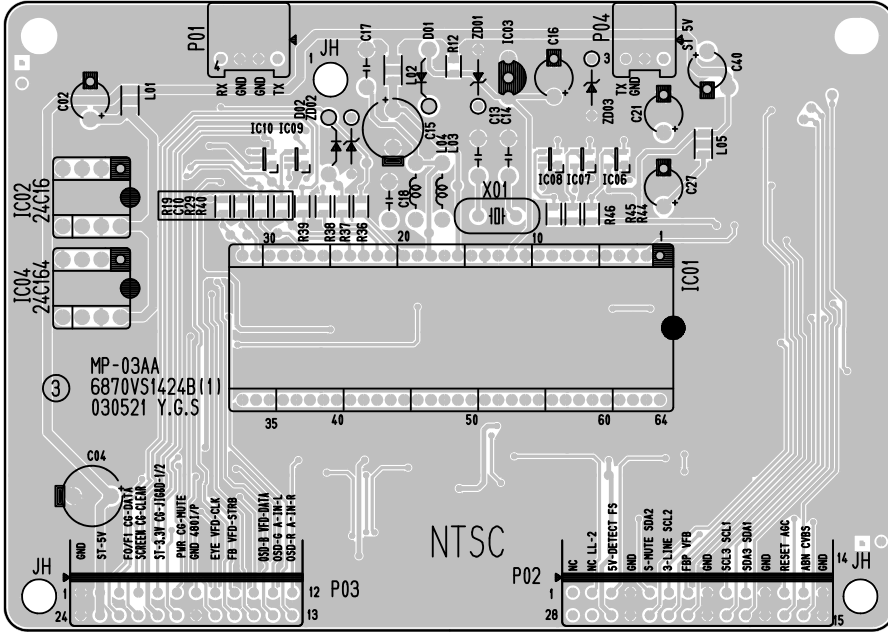 P01
4
1
RX
GND
GND
TX
JH
C17
D01
L02
R12
ZD01
IC03
C16
P04
3
1
TX
GND
ST 5V
C40
C02
L01
D02
ZD02
C15
C13
C14
ZD03
C21
L05
IC10
IC09
L04
L03
IC08
IC07
IC06
C27
IC02
24C16
R19
C10
R29
R40
R39
R38
R37
R36
C18
X01
R46
R45
R44
30
20
10
1
IC04
24C164
IC01
MP-03AA
3
6870VS1424B(1)
030521 Y.G.S
35
40
50
60
64
C04
GND
ST-5V
FO/F1 CG-DATA
SCREEN CG-CLEAR
PWR CG-MUTE
GND 480I/P
EYE VFD-CLK
FB VFD-STRB
OSD-B VFD-DATA
OSD-G A-IN-L
OSD-R A-IN-R
NTSC
NC
NC LL-2
5V-DETECT FS
GND
S-MUTE SDA2
3-LINE SCL2
FBP VFB
GND
SCL3 SCL1
SDA3 SDA1
GND
RESET AGC
ABN CVBS
GND
JH
1
12
P03
24
13
P02
1
14
JH
28
15